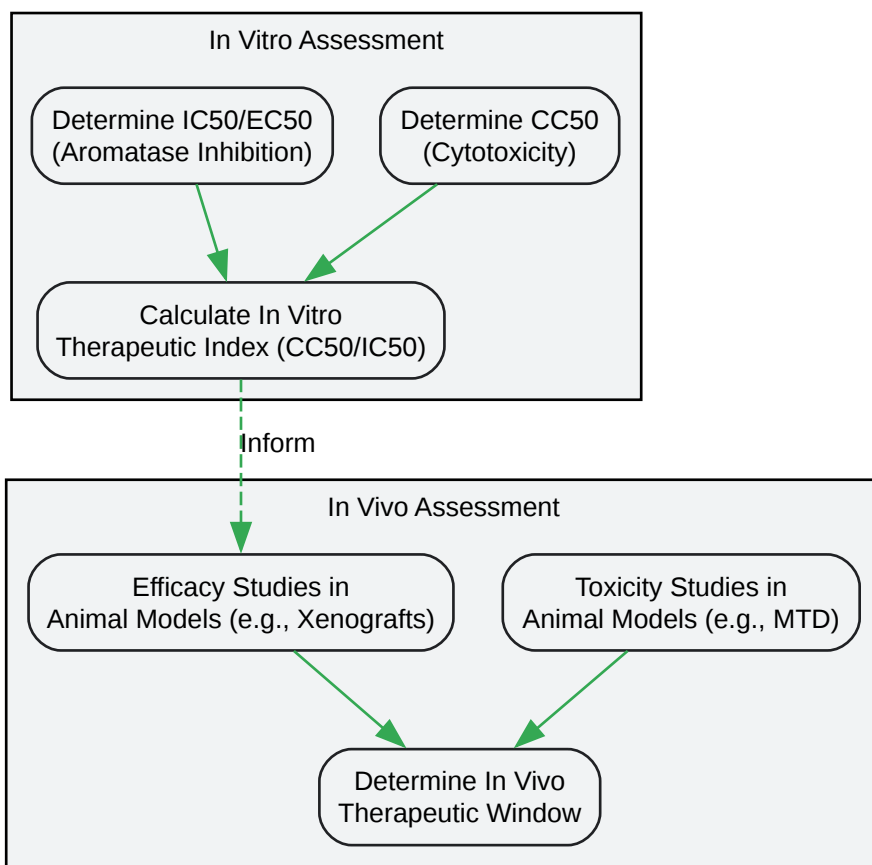 In Vitro Assessment
Determine IC50/EC50
(Aromatase Inhibition)
Determine CC50
(Cytotoxicity)
Calculate In Vitro
Therapeutic Index (CC50/IC50)
Inform
In Vivo Assessment
Efficacy Studies in
Animal Models (e.g., Xenografts)
Toxicity Studies in
Animal Models (e.g., MTD)
Determine In Vivo
Therapeutic Window